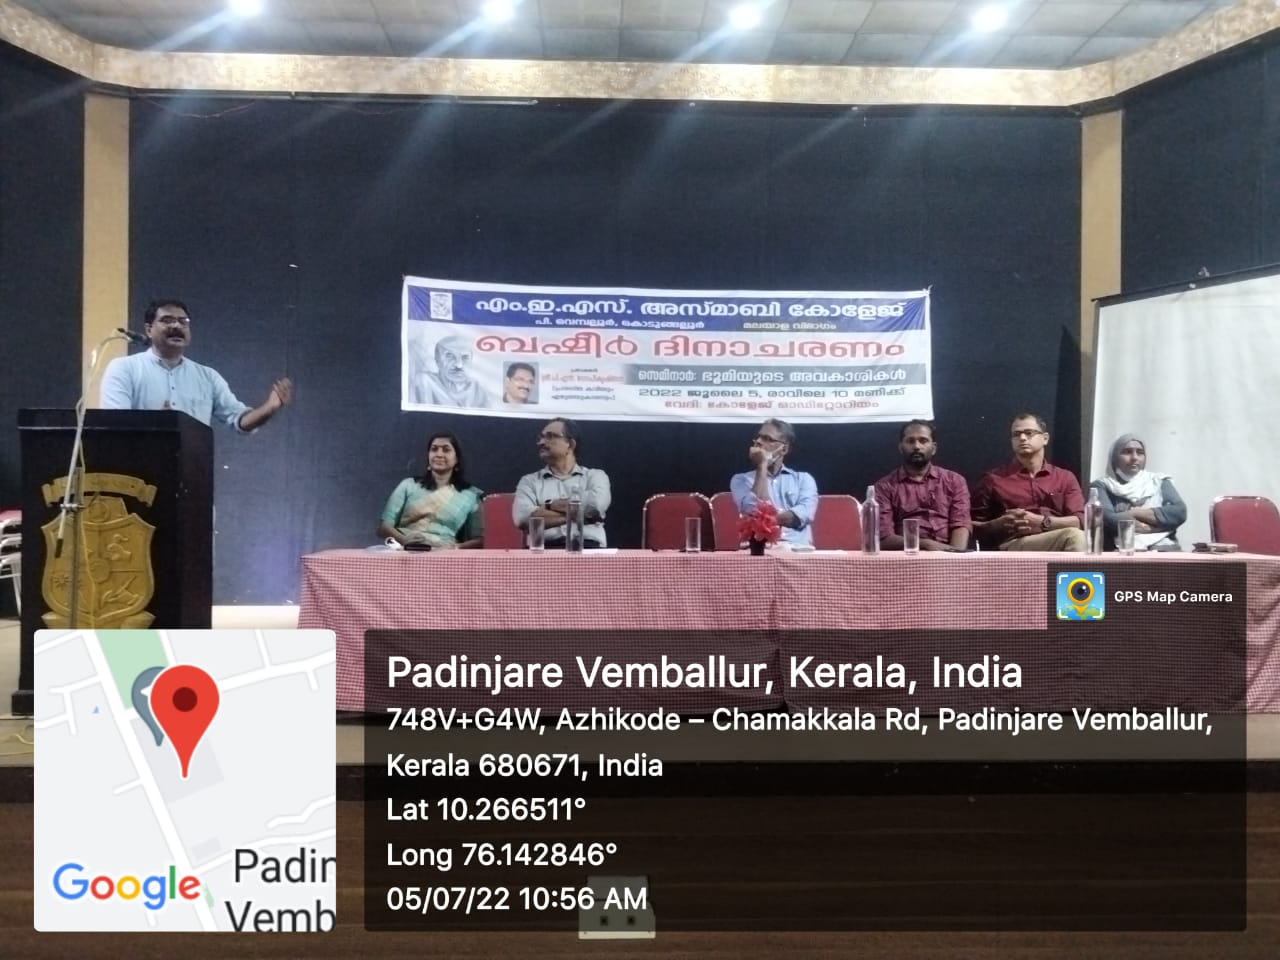 എം.ഇ.എസ്. അസ്മാബി കോളേജ്
പി. വെമ്പല്ലൂർ, കൊടുങ്ങല്ലൂർ മലയാള വിഭാഗം
ബഷീർ ദിനാചരണം
സെമിനാർ: ഭൂമിയുടെ അവകാശികൾ
2022 ജൂലൈ 5, രാവിലെ 10 മണിക്ക്
വേദി: കോളേജ് ഓഡിറ്റോറിയം
GPS Map Camera
Padinjare Vemballur, Kerala, India
748V+G4W, Azhikode – Chamakkala Rd, Padinjare Vemballur,
Kerala 680671, India
Lat 10.266511°
Long 76.142846°
05/07/22 10:56 AM
Google
Padin
Vemb